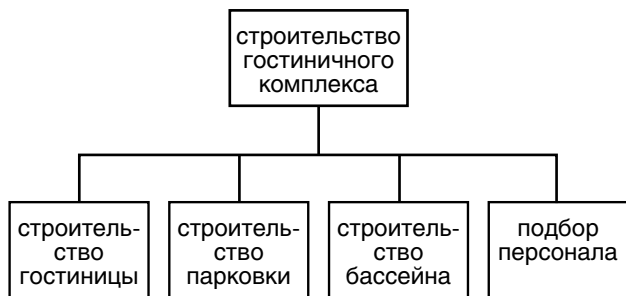 строительство
гостиничного
комплекса
строитель-
ство
гостиницы
строитель-
ство
парковки
строитель-
ство
бассейна
подбор
персонала